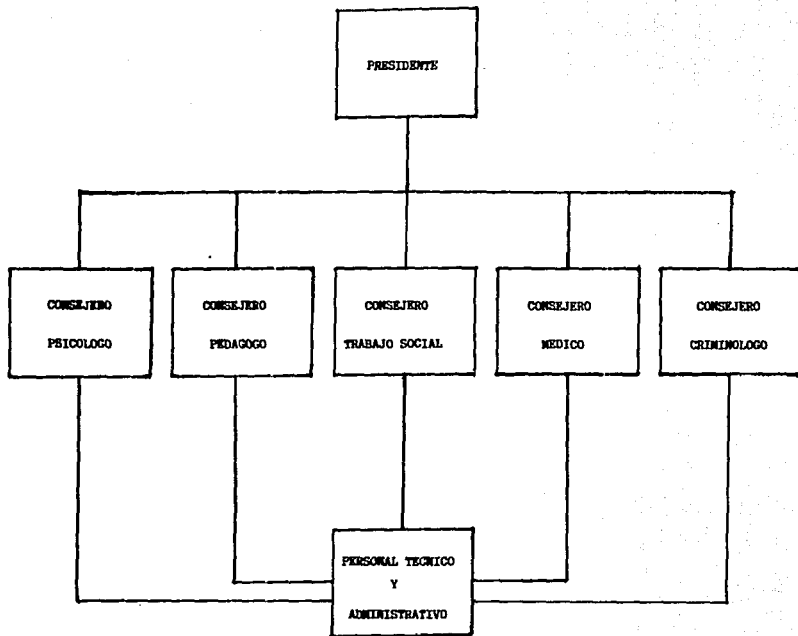 PRESIDENTE
CONSEJERO
PSICOLOGO
CONSEJERO
PEDAGOGO
CONSEJERO
TRABAJO SOCIAL
CONSEJERO
MEDICO
CONSEJERO
CRIMINOLOGO
PERSONAL TECNICO
Y
ADMINISTRATIVO